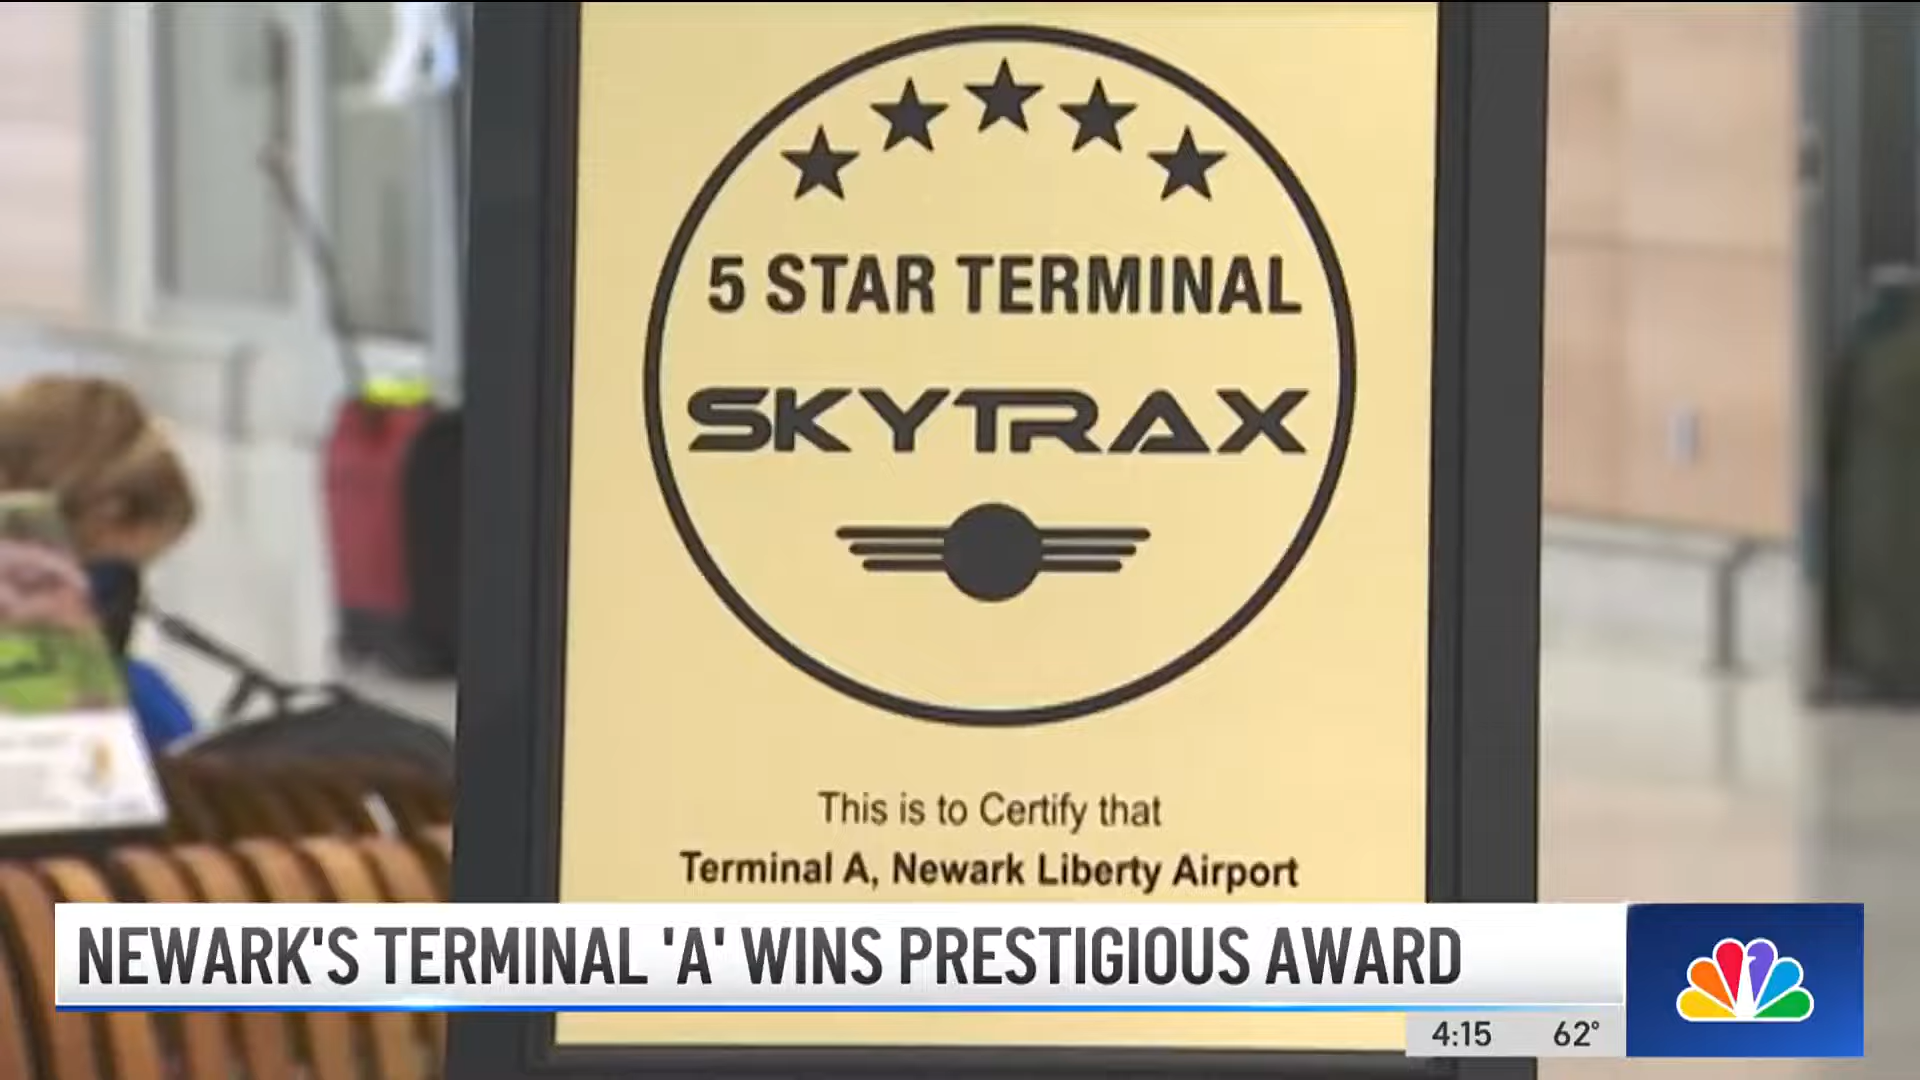 5 STAR TERMINAL
SKYTRAX
This is to Certify that
Terminal A, Newark Liberty Airport
NEWARK'S TERMINAL 'A' WINS PRESTIGIOUS AWARD
4:15 62°